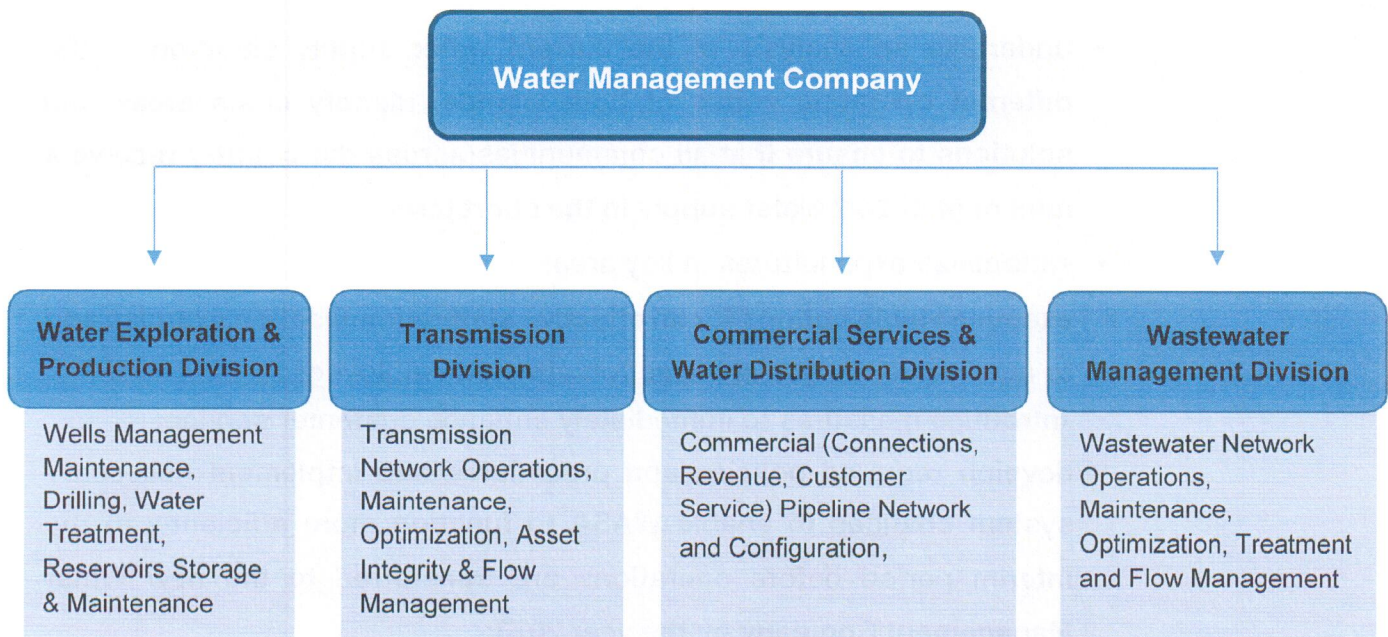 Water Management Company
Water Exploration &
Production Division
Wells Management
Maintenance,
Drilling, Water
Treatment,
Reservoirs Storage
& Maintenance
Transmission
Division
Transmission
Network Operations,
Maintenance,
Optimization, Asset
Integrity & Flow
Management
Commercial Services &
Water Distribution Division
Commercial (Connections,
Revenue, Customer
Service) Pipeline Network
and Configuration,
Wastewater
Management Division
Wastewater Network
Operations,
Maintenance,
Optimization, Treatment
and Flow Management